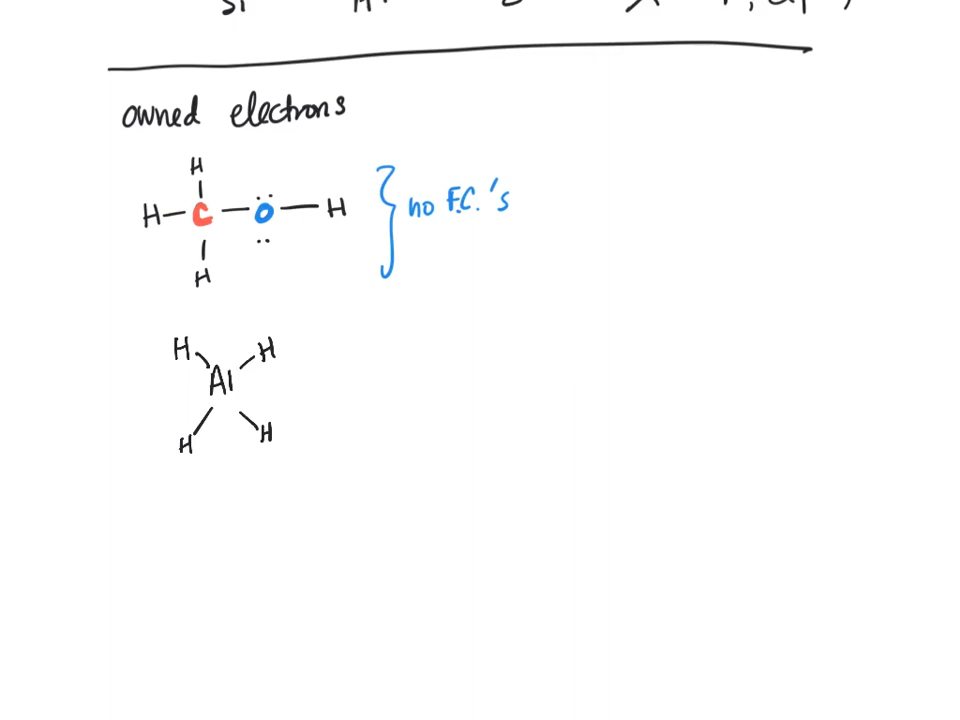 owned electrons
H
H–C–Ö–H } no F.C.'s
H
H H
Al
H H